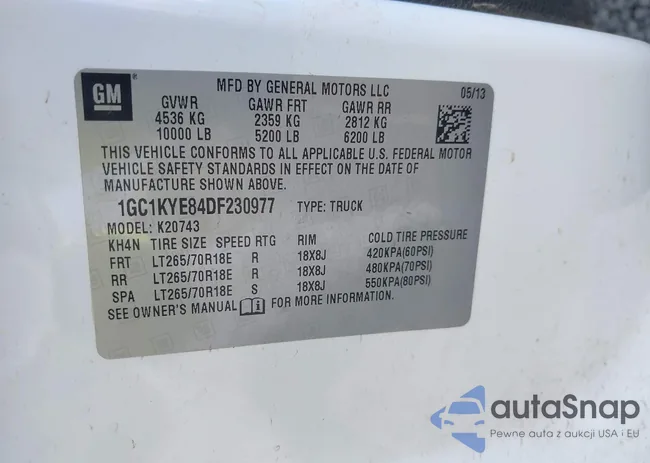 GM
®
MFD BY GENERAL MOTORS LLC
05/13
GVWR GAWR FRT GAWR RR
4536 KG 2359 KG 2812 KG
10000 LB 5200 LB 6200 LB
THIS VEHICLE CONFORMS TO ALL APPLICABLE U.S. FEDERAL MOTOR
VEHICLE SAFETY STANDARDS IN EFFECT ON THE DATE OF
MANUFACTURE SHOWN ABOVE.
1GC1KYE84DF230977 TYPE: TRUCK
MODEL: K20743
KH4N TIRE SIZE SPEED RTG RIM COLD TIRE PRESSURE
FRT LT265/70R18E R 18X8J 420KPA(60PSI)
RR LT265/70R18E R 18X8J 480KPA(70PSI)
SPA LT265/70R18E S 18X8J 550KPA(80PSI)
SEE OWNER'S MANUAL FOR MORE INFORMATION.
autaSnap
Pewne auta z aukcji USA i EU